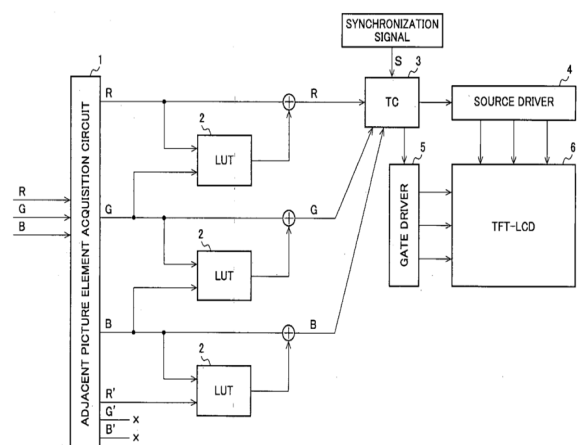 SYNCHRONIZATION
SIGNAL
S
1
ADJACENT PICTURE ELEMENT ACQUISITION CIRCUIT
R
G
B
R
R
2
LUT
G
G
2
LUT
B
B
2
LUT
R'
G' x
B' x
3
TC
4
SOURCE DRIVER
5
GATE DRIVER
6
TFT-LCD